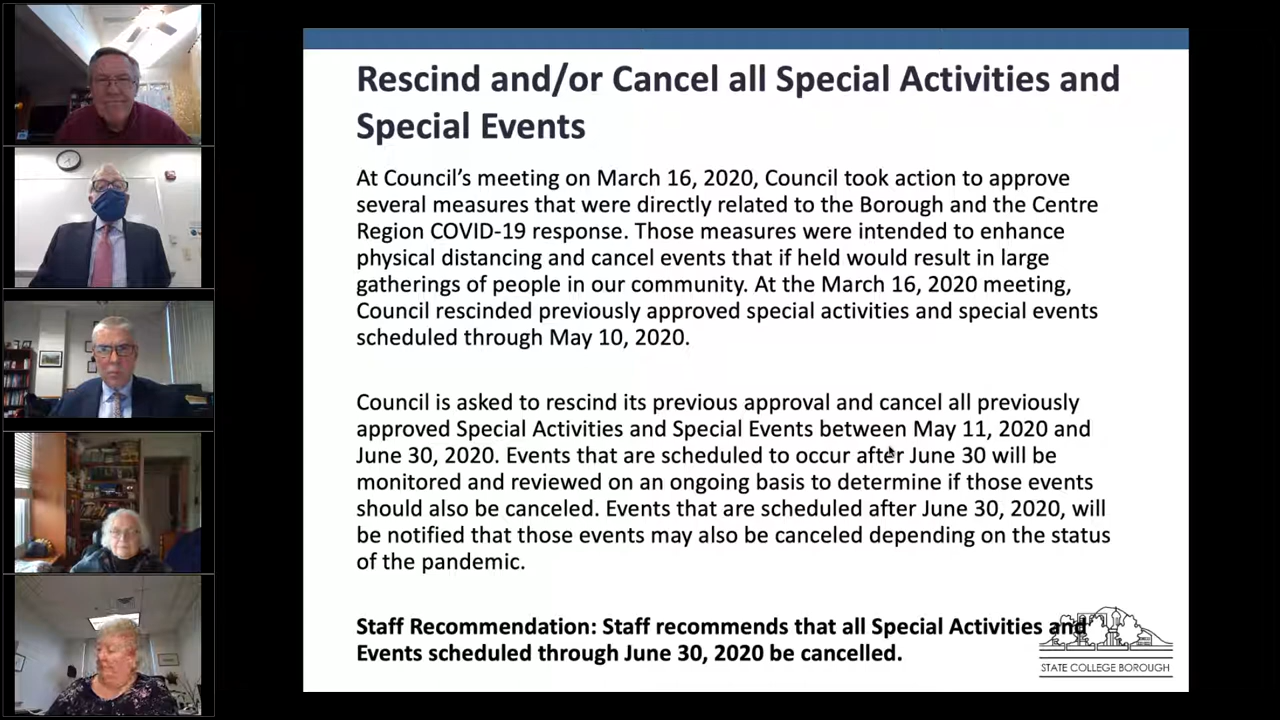 Rescind and/or Cancel all Special Activities and
Special Events
At Council's meeting on March 16, 2020, Council took action to approve
several measures that were directly related to the Borough and the Centre
Region COVID-19 response. Those measures were intended to enhance
physical distancing and cancel events that if held would result in large
gatherings of people in our community. At the March 16, 2020 meeting,
Council rescinded previously approved special activities and special events
scheduled through May 10, 2020.
Council is asked to rescind its previous approval and cancel all previously
approved Special Activities and Special Events between May 11, 2020 and
June 30, 2020. Events that are scheduled to occur after June 30 will be
monitored and reviewed on an ongoing basis to determine if those events
should also be canceled. Events that are scheduled after June 30, 2020, will
be notified that those events may also be canceled depending on the status
of the pandemic.
Staff Recommendation: Staff recommends that all Special Activities and
Events scheduled through June 30, 2020 be cancelled.
STATE COLLEGE BOROUGH